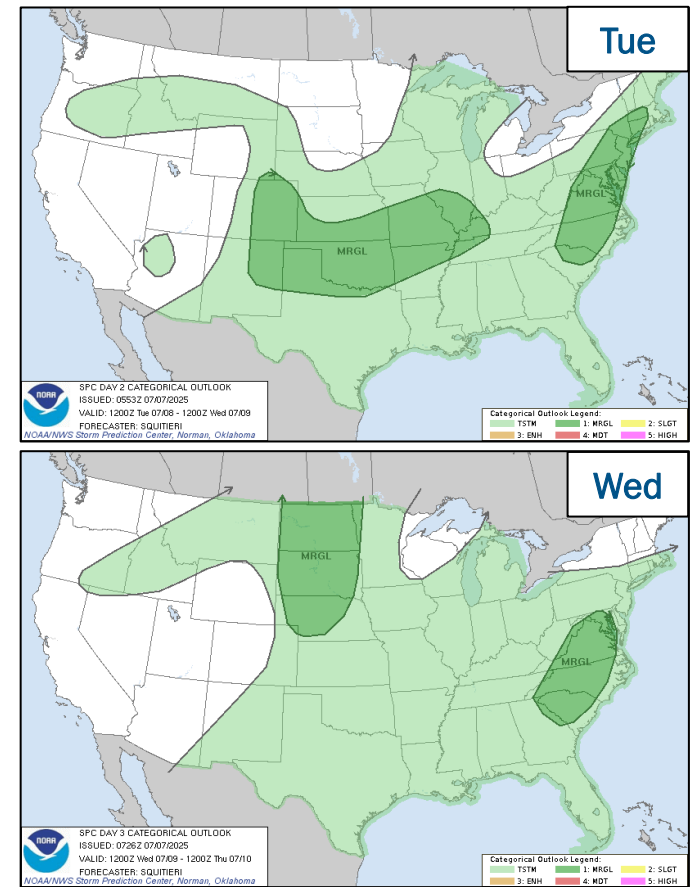 Tue
MRGL
MRGL
NOAA
SPC DAY 2 CATEGORICAL OUTLOOK
ISSUED: 0553Z 07/07/2025
VALID: 1200Z Tue 07/08 - 1200Z Wed 07/09
FORECASTER: SQUITIERI
NOAA/NWS Storm Prediction Center, Norman, Oklahoma
Categorical Outlook Legend:
TSTM 1: MRGL 2: SLGT
3: ENH 4: MDT 5: HIGH
Wed
MRGL
MRGL
NOAA
SPC DAY 3 CATEGORICAL OUTLOOK
ISSUED: 0726Z 07/07/2025
VALID: 1200Z Wed 07/09 - 1200Z Thu 07/10
FORECASTER: SQUITIERI
NOAA/NWS Storm Prediction Center, Norman, Oklahoma
Categorical Outlook Legend:
TSTM 1: MRGL 2: SLGT
3: ENH 4: MDT 5: HIGH